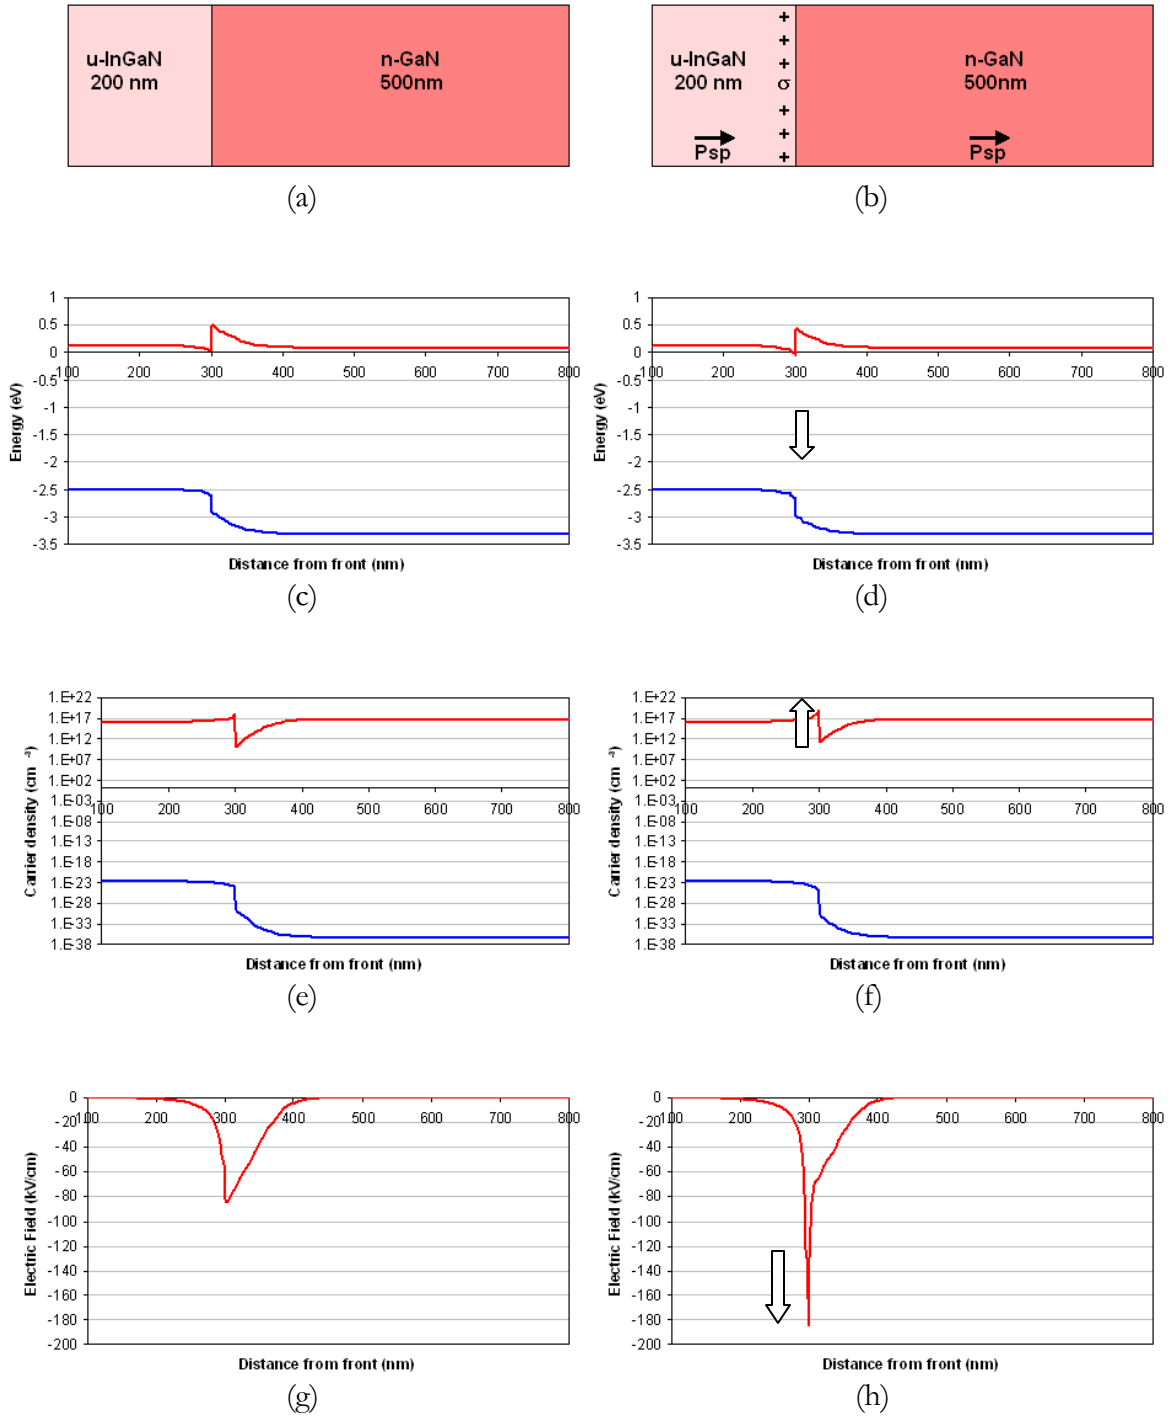 u-InGaN
200 nm
n-GaN
500nm
u-InGaN
200 nm
+
+
+
σ
+
+
+
n-GaN
500nm
Psp
Psp
(a)
(b)
1
0.5
0
-0.5
-1
-1.5
-2
-2.5
-3
-3.5
100 200 300 400 500 600 700 800
Energy (eV)
Distance from front (nm)
1
0.5
0
-0.5
-1
-1.5
-2
-2.5
-3
-3.5
100 200 300 400 500 600 700 800
Energy (eV)
Distance from front (nm)
(c)
(d)
1.E+22
1.E+17
1.E+12
1.E+07
1.E+02
1.E-03
1.E-08
1.E-13
1.E-18
1.E-23
1.E-28
1.E-33
1.E-38
100 200 300 400 500 600 700 800
Carrier density (cm ⁻³)
Distance from front (nm)
1.E+22
1.E+17
1.E+12
1.E+07
1.E+02
1.E-03
1.E-08
1.E-13
1.E-18
1.E-23
1.E-28
1.E-33
1.E-38
100 200 300 400 500 600 700 800
Carrier density (cm ⁻³)
Distance from front (nm)
(e)
(f)
0
-20
-40
-60
-80
-100
-120
-140
-160
-180
-200
100 200 300 400 500 600 700 800
Electric Field (kV/cm)
Distance from front (nm)
0
-20
-40
-60
-80
-100
-120
-140
-160
-180
-200
100 200 300 400 500 600 700 800
Electric Field (kV/cm)
Distance from front (nm)
(g)
(h)